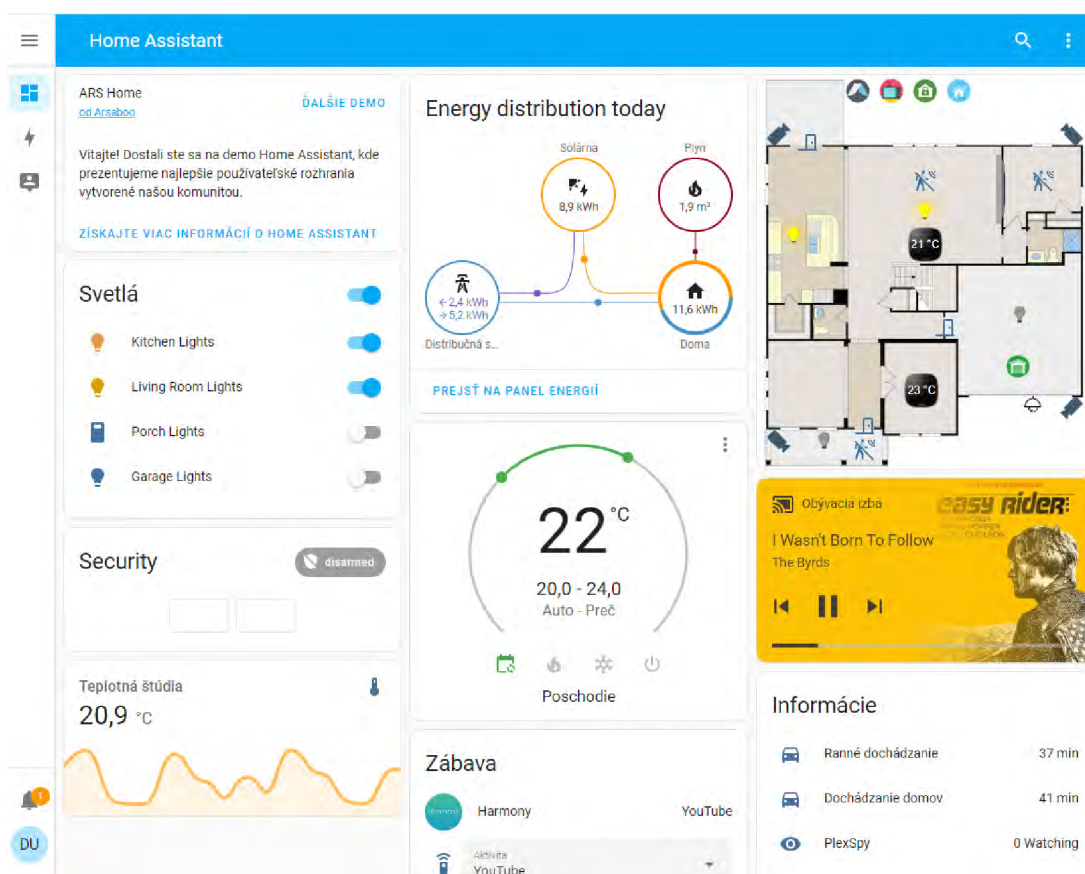 Home Assistant
ARS Home
ĎALŠIE DEMO
od Arsaboo
Vitajte! Dostali ste sa na demo Home Assistant, kde
prezentujeme najlepšie používateľské rozhrania
vytvorené našou komunitou.
ZÍSKAJTE VIAC INFORMÁCIÍ O HOME ASSISTANT
Svetlá
Kitchen Lights
Living Room Lights
Porch Lights
Garage Lights
Security
disarmed
Teplotná štúdia
20,9 °C
1
DU
Energy distribution today
Solárna
Plyn
8,9 kWh
1,9 m³
← 2,4 kWh
→ 5,2 kWh
11,6 kWh
Distribučná s...
Doma
PREJSŤ NA PANEL ENERGIÍ
22 °C
20,0 - 24,0
Auto - Preč
Poschodie
Zábava
Harmony
YouTube
Aktivita
YouTube
21 °C
23 °C
Obývacia izba
easy RideR
I Wasn't Born To Follow
The Byrds
Informácie
Ranné dochádzanie 37 min
Dochádzanie domov 41 min
PlexSpy 0 Watching